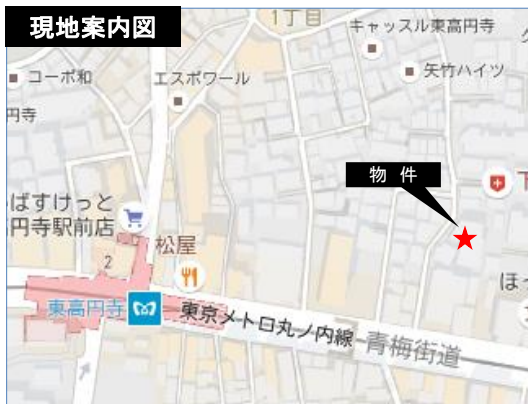 現地案内図
1丁目
キャッスル東高円寺
コーポ和
エスポワール
矢竹ハイツ
円寺
物件
ばすけっと
円寺駅前店
松屋
2
ほっ
東高円寺
東京メトロ丸ノ内線
青梅街道